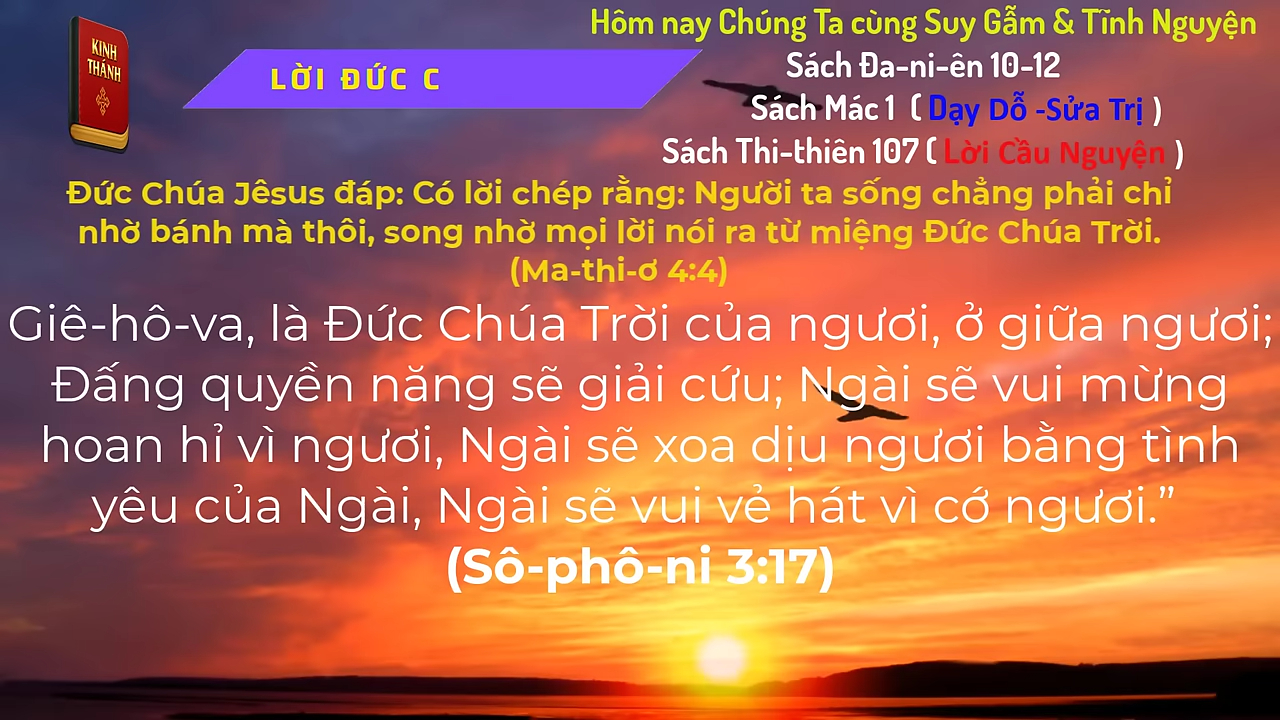 KINH
THÁNH
LỜI ĐỨC C
Hôm nay Chúng Ta cùng Suy Gẫm & Tĩnh Nguyện
Sách Đa-ni-ên 10-12
Sách Mác 1 ( Dạy Dỗ -Sửa Trị )
Sách Thi-thiên 107 ( Lời Cầu Nguyện )
Đức Chúa Jêsus đáp: Có lời chép rằng: Người ta sống chẳng phải chỉ
nhờ bánh mà thôi, song nhờ mọi lời nói ra từ miệng Đức Chúa Trời.
(Ma-thi-ơ 4:4)
Giê-hô-va, là Đức Chúa Trời của ngươi, ở giữa ngươi;
Đấng quyền năng sẽ giải cứu; Ngài sẽ vui mừng
hoan hỉ vì ngươi, Ngài sẽ xoa dịu ngươi bằng tình
yêu của Ngài, Ngài sẽ vui vẻ hát vì cớ ngươi.”
(Sô-phô-ni 3:17)